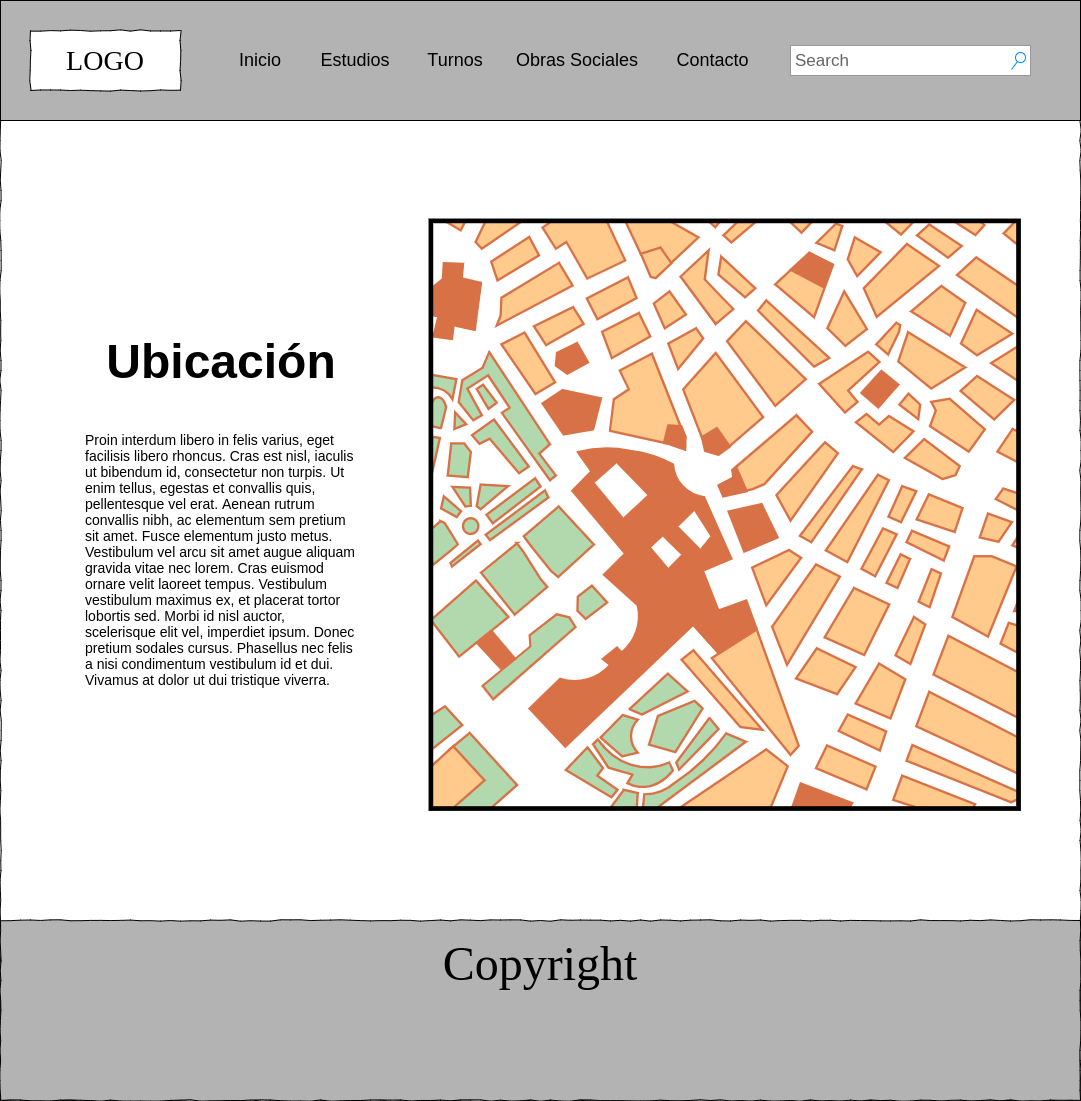 LOGO
Inicio
Estudios
Turnos
Obras Sociales
Contacto
Search
Ubicación
Proin interdum libero in felis varius, eget
facilisis libero rhoncus. Cras est nisl, iaculis
ut bibendum id, consectetur non turpis. Ut
enim tellus, egestas et convallis quis,
pellentesque vel erat. Aenean rutrum
convallis nibh, ac elementum sem pretium
sit amet. Fusce elementum justo metus.
Vestibulum vel arcu sit amet augue aliquam
gravida vitae nec lorem. Cras euismod
ornare velit laoreet tempus. Vestibulum
vestibulum maximus ex, et placerat tortor
lobortis sed. Morbi id nisl auctor,
scelerisque elit vel, imperdiet ipsum. Donec
pretium sodales cursus. Phasellus nec felis
a nisi condimentum vestibulum id et dui.
Vivamus at dolor ut dui tristique viverra.
Copyright